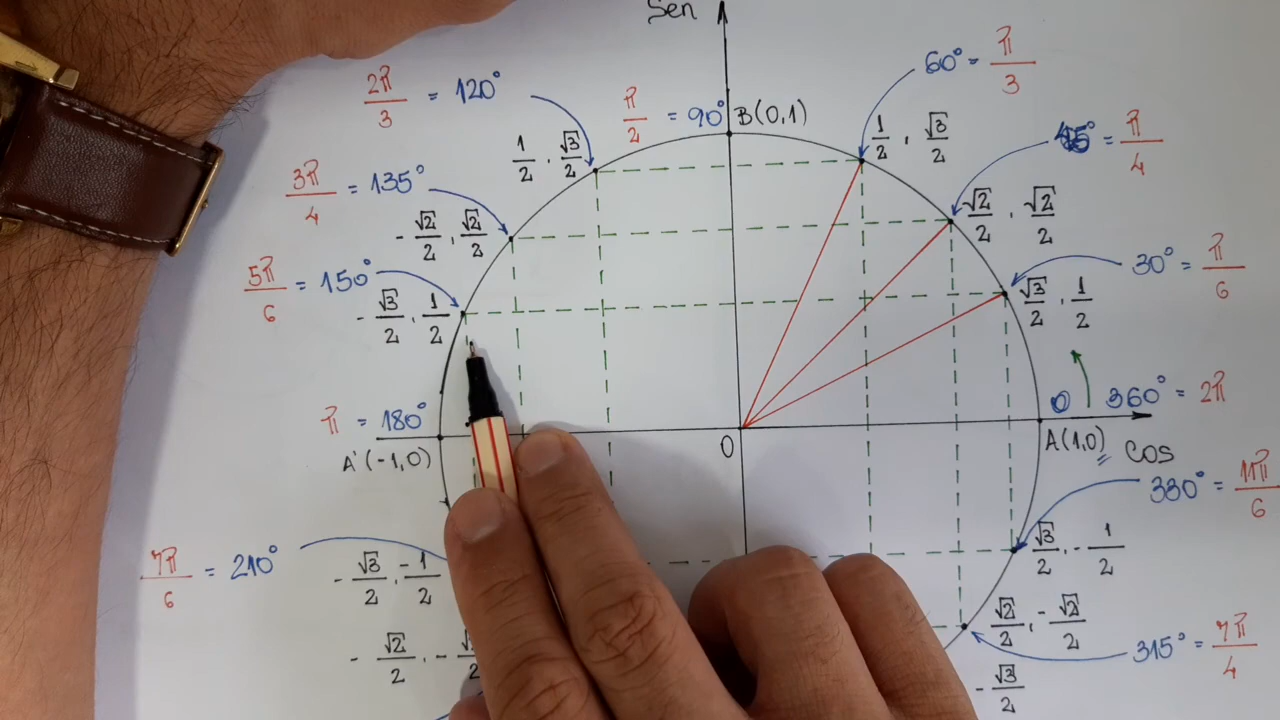 Sen
60° = π/3
2π/3 = 120°
π/2 = 90°
B(0,1)
1/2 , √3/2
1/2 , √3/2
= π/4
3π/4 = 135°
-√2/2 , √2/2
√2/2 , √2/2
5π/6 = 150°
30° = π/6
-√3/2 , 1/2
√3/2 , 1/2
π = 180°
0 360° = 2π
A'(-1,0)
0
A(1,0)
Cos
330° = 11π/6
7π/6 = 210°
-√3/2 , -1/2
√3/2 , -1/2
-√2/2 , -
√2/2 , -√2/2
315° = 7π/4
-√3/2